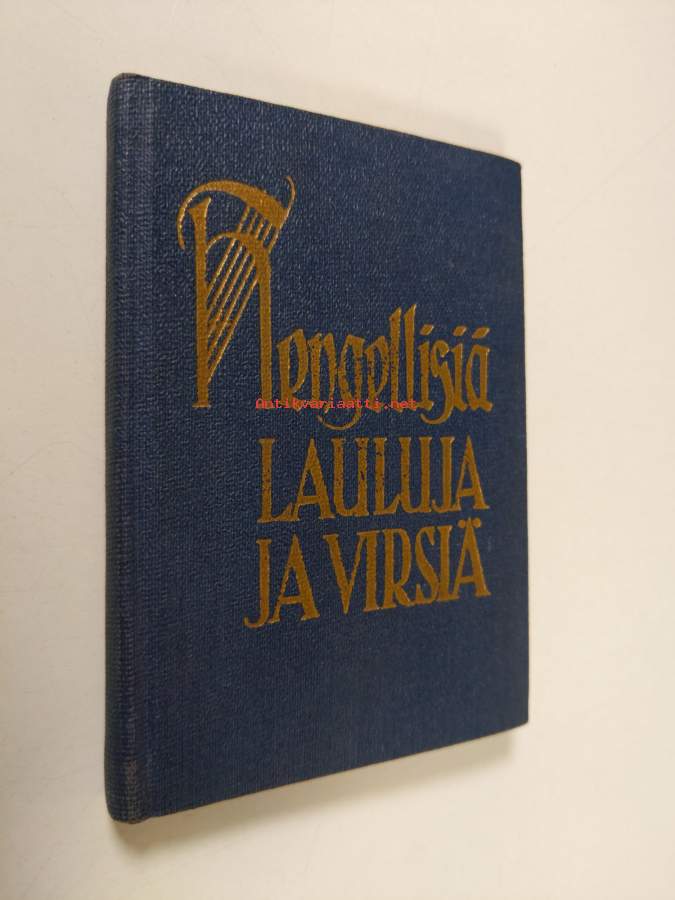 Hengellisiä
Antikvariaatti.net
LAULUJA
JA VIRSIÄ